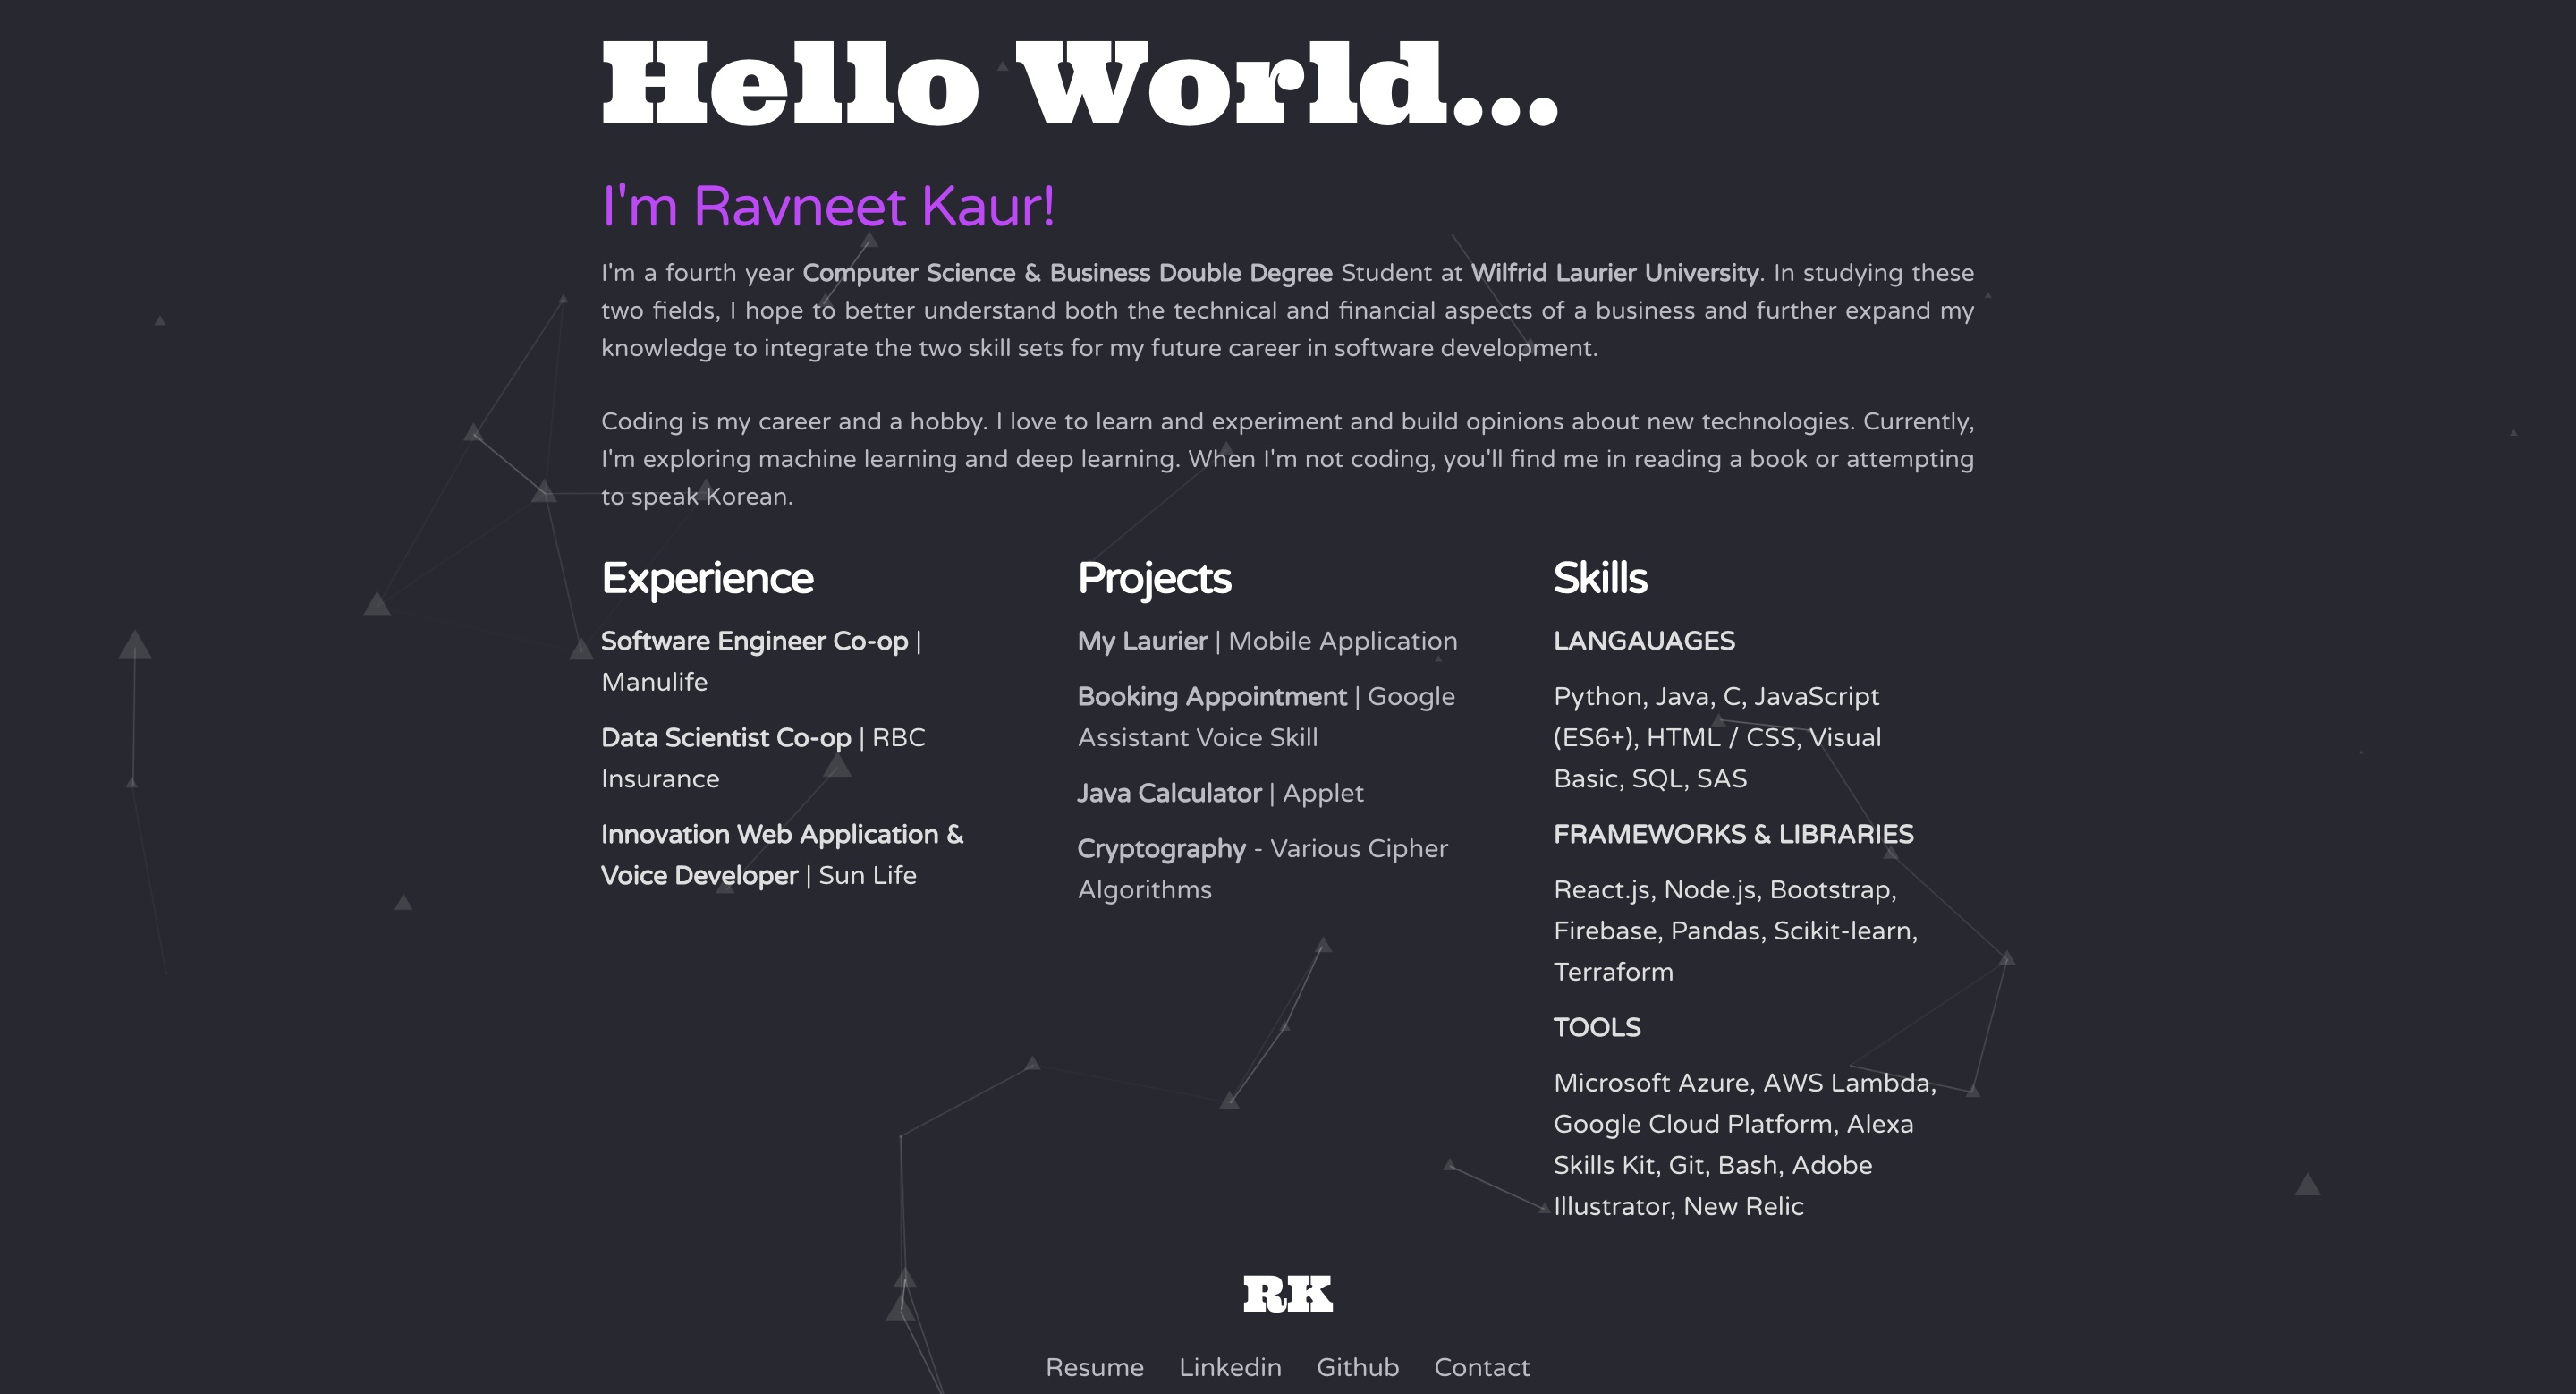 Hello World...
I'm Ravneet Kaur!
I'm a fourth year Computer Science & Business Double Degree Student at Wilfrid Laurier University. In studying these
two fields, I hope to better understand both the technical and financial aspects of a business and further expand my
knowledge to integrate the two skill sets for my future career in software development.
Coding is my career and a hobby. I love to learn and experiment and build opinions about new technologies. Currently,
I'm exploring machine learning and deep learning. When I'm not coding, you'll find me in reading a book or attempting
to speak Korean.
Experience
Software Engineer Co-op |
Manulife
Data Scientist Co-op | RBC
Insurance
Innovation Web Application &
Voice Developer | Sun Life
Projects
My Laurier | Mobile Application
Booking Appointment | Google
Assistant Voice Skill
Java Calculator | Applet
Cryptography - Various Cipher
Algorithms
Skills
LANGAUAGES
Python, Java, C, JavaScript
(ES6+), HTML / CSS, Visual
Basic, SQL, SAS
FRAMEWORKS & LIBRARIES
React.js, Node.js, Bootstrap,
Firebase, Pandas, Scikit-learn,
Terraform
TOOLS
Microsoft Azure, AWS Lambda,
Google Cloud Platform, Alexa
Skills Kit, Git, Bash, Adobe
Illustrator, New Relic
RK
Resume Linkedin Github Contact